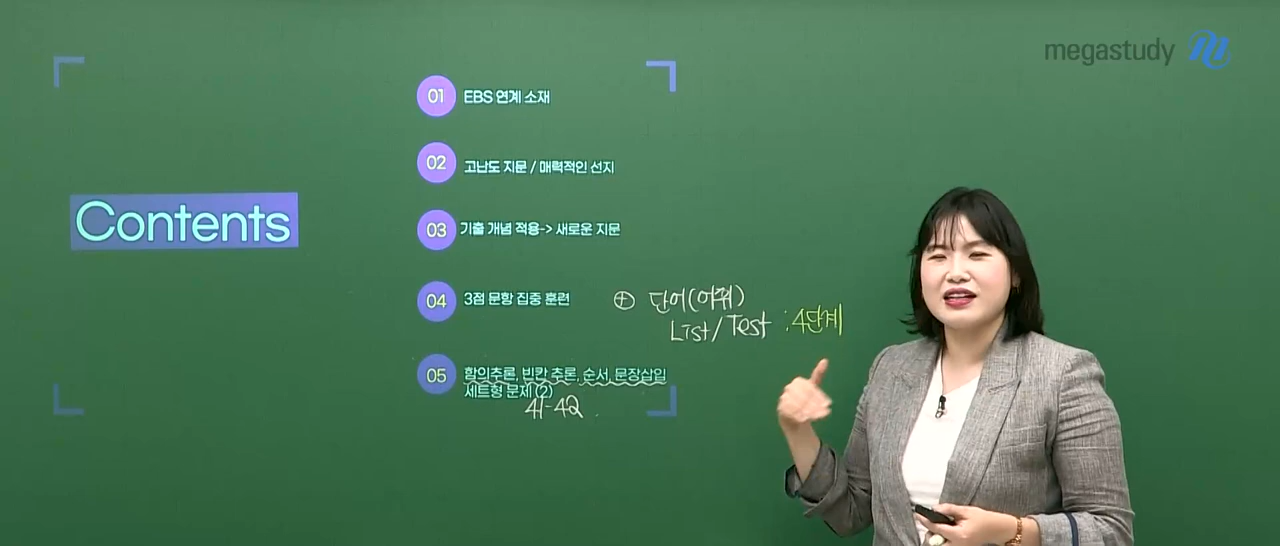 megastudy M
Contents
01 EBS 연계 소재
02 고난도 지문 / 매력적인 선지
03 기출 개념 적용-> 새로운 지문
04 3점 문항 집중 훈련
⊕ 단어(어휘)
List/Test : 4단계
05 함의추론, 빈칸 추론, 순서, 문장삽입
세트형 문제 (2)
41-42